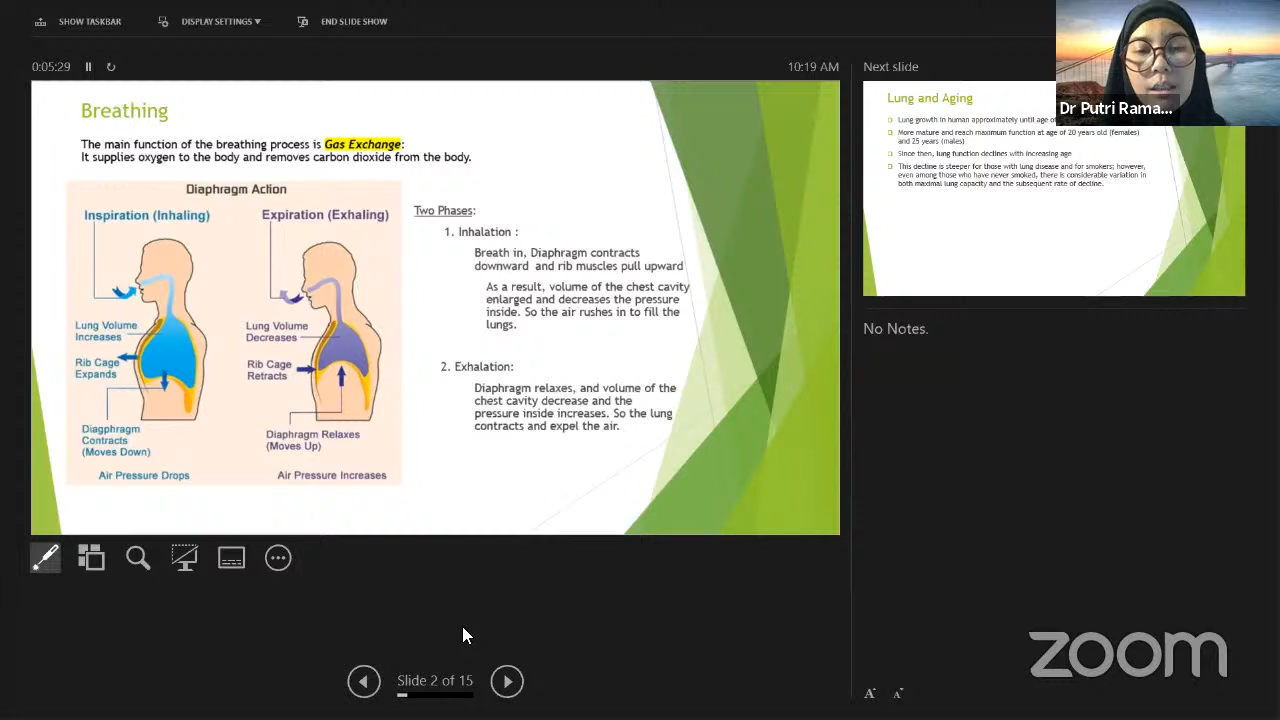 SHOW TASKBAR
DISPLAY SETTINGS ▼
END SLIDE SHOW
0:05:29
10:19 AM
Breathing
The main function of the breathing process is Gas Exchange:
It supplies oxygen to the body and removes carbon dioxide from the body.
Diaphragm Action
Inspiration (Inhaling)
Expiration (Exhaling)
Lung Volume
Increases
Rib Cage
Expands
Diagphragm
Contracts
(Moves Down)
Air Pressure Drops
Lung Volume
Decreases
Rib Cage
Retracts
Diaphragm Relaxes
(Moves Up)
Air Pressure Increases
Two Phases:
1. Inhalation :
Breath in, Diaphragm contracts
downward and rib muscles pull upward
As a result, volume of the chest cavity
enlarged and decreases the pressure
inside. So the air rushes in to fill the
lungs.
2. Exhalation:
Diaphragm relaxes, and volume of the
chest cavity decrease and the
pressure inside increases. So the lung
contracts and expel the air.
Slide 2 of 15
Next slide
Dr Putri Rama...
Lung and Aging
Lung growth in human approximately until age of
More mature and reach maximum function at age of 20 years old (females)
and 25 years (males)
Since then, lung function declines with increasing age
This decline is steeper for those with lung disease and for smokers; however,
even among those who have never smoked, there is considerable variation in
both maximal lung capacity and the subsequent rate of decline.
No Notes.
zoom
A A